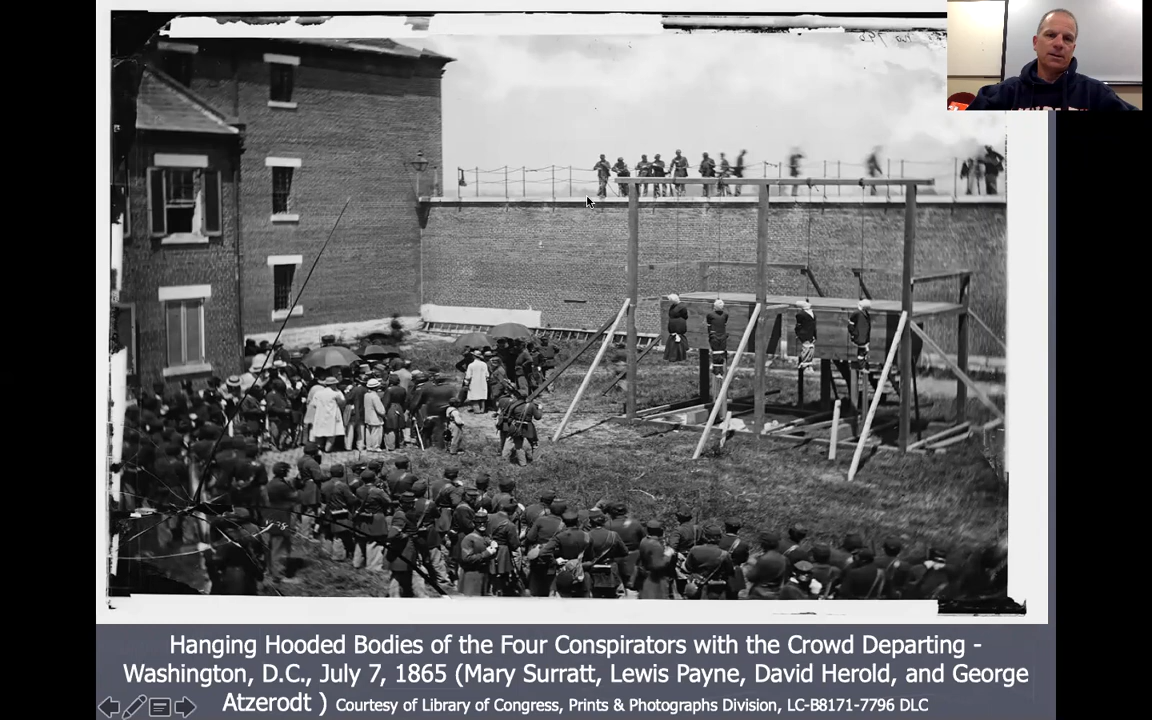 Hanging Hooded Bodies of the Four Conspirators with the Crowd Departing -
Washington, D.C., July 7, 1865 (Mary Surratt, Lewis Payne, David Herold, and George
Atzerodt ) Courtesy of Library of Congress, Prints & Photographs Division, LC-B8171-7796 DLC